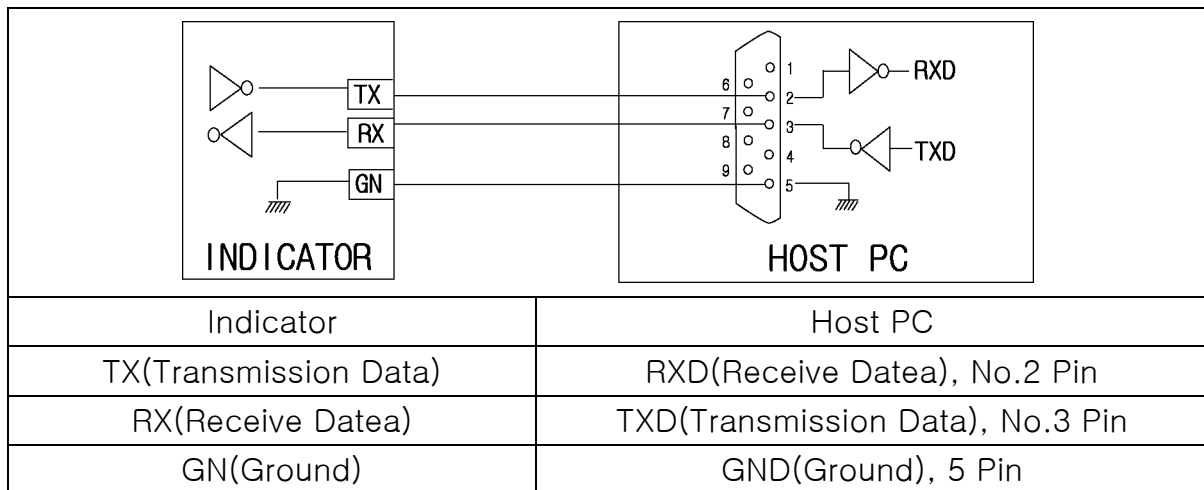 TX
RX
GN
INDICATOR
1
6
2
7
3
8
4
9
5
RXD
TXD
HOST PC
Indicator
Host PC
TX(Transmission Data)
RXD(Receive Datea), No.2 Pin
RX(Receive Datea)
TXD(Transmission Data), No.3 Pin
GN(Ground)
GND(Ground), 5 Pin